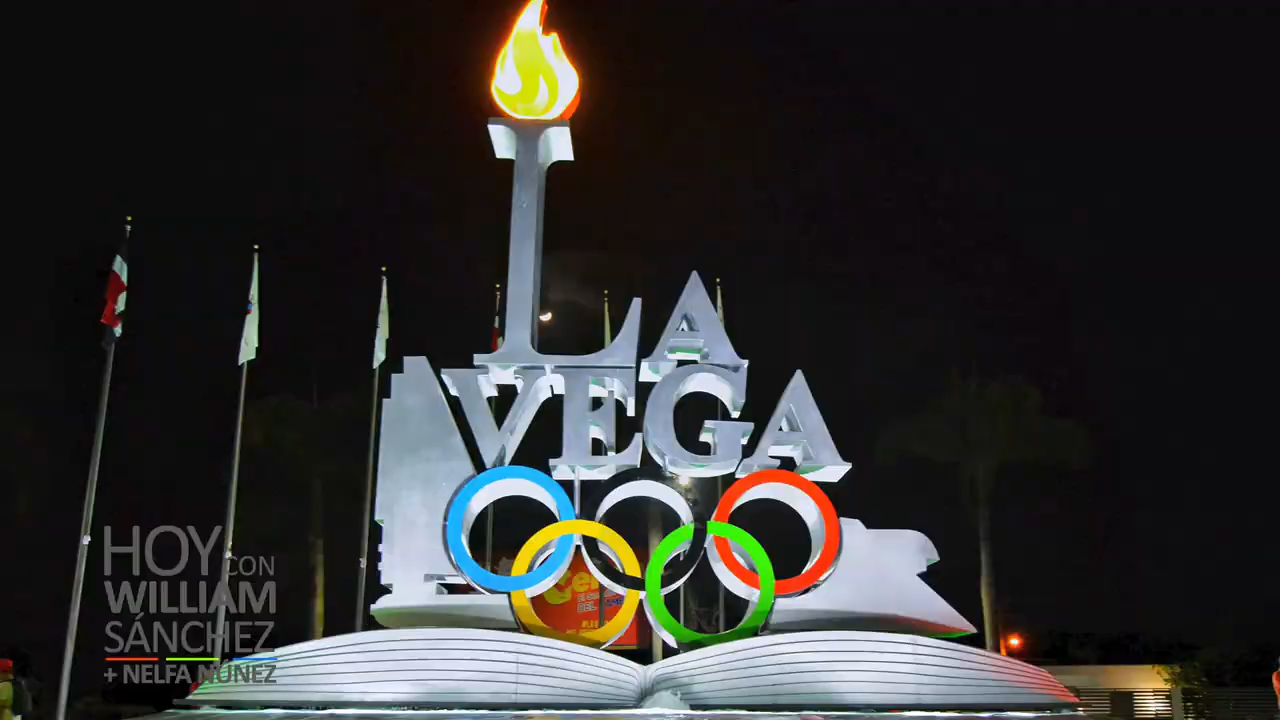 LA
VEGA
HOY CON
WILLIAM
SÁNCHEZ
+ NELFA NÚÑEZ